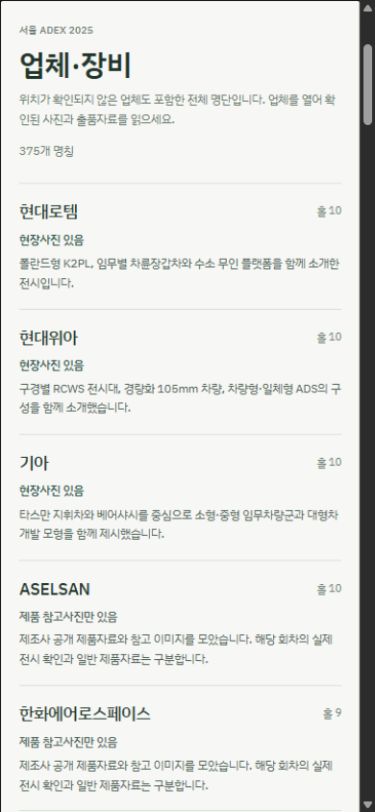 서울 ADEX 2025
업체·장비
위치가 확인되지 않은 업체도 포함한 전체 명단입니다. 업체를 열어 확
인된 사진과 출품자료를 읽으세요.
375개 명칭
현대로템 홀 10
현장사진 있음
폴란드형 K2PL, 임무별 차륜장갑차와 수소 무인 플랫폼을 함께 소개한
전시입니다.
현대위아 홀 10
현장사진 있음
구경별 RCWS 전시대, 경량화 105mm 차량, 차량형·일체형 ADS의 구
성을 함께 소개했습니다.
기아 홀 10
현장사진 있음
타스만 지휘차와 베어샤시를 중심으로 소형·중형 임무차량군과 대형차
개발 모형을 함께 제시했습니다.
ASELSAN 홀 10
제품 참고사진만 있음
제조사 공개 제품자료와 참고 이미지를 모았습니다. 해당 회차의 실제
전시 확인과 일반 제품자료는 구분합니다.
한화에어로스페이스 홀 9
제품 참고사진만 있음
제조사 공개 제품자료와 참고 이미지를 모았습니다. 해당 회차의 실제
전시 확인과 일반 제품자료는 구분합니다.